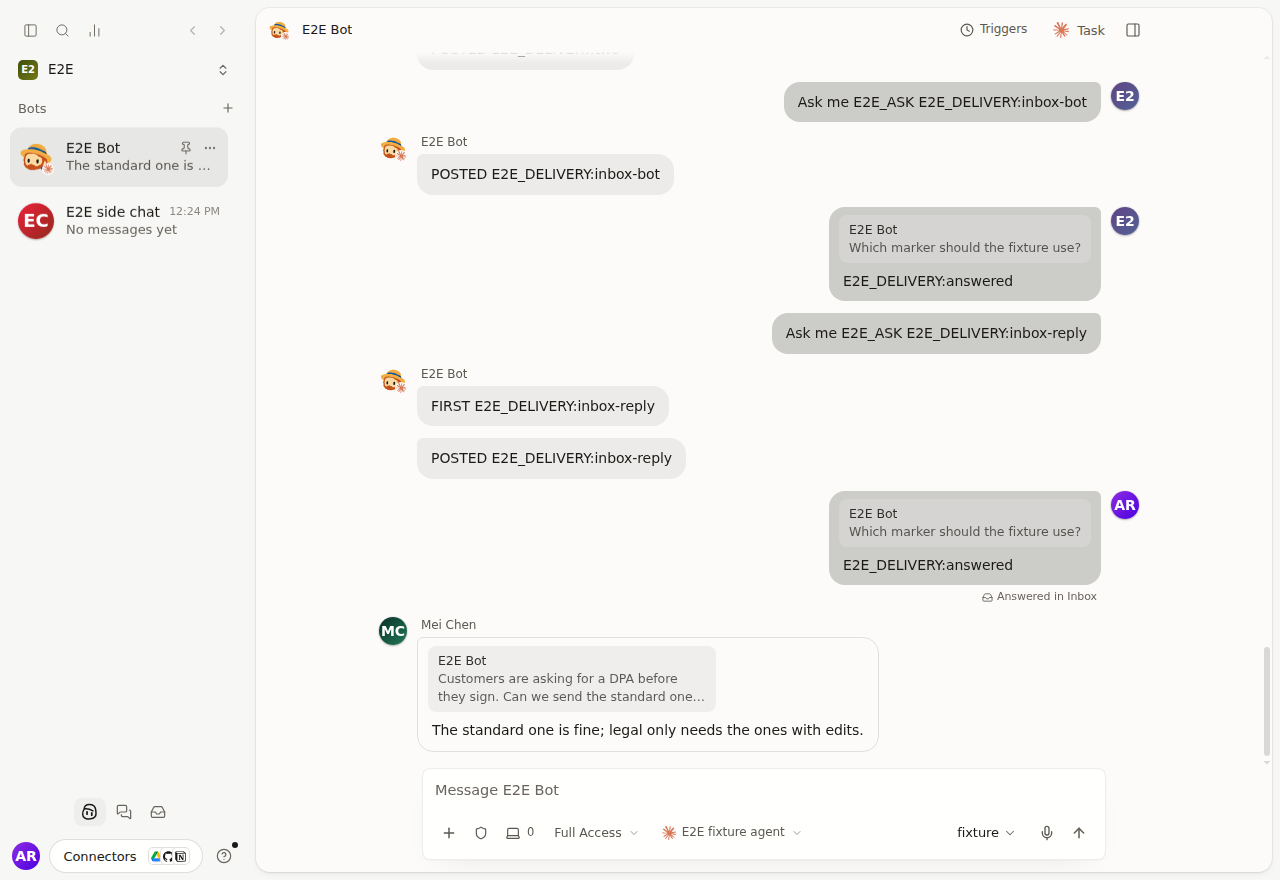 E2E Bot
Triggers
Task
E2 E2E
Bots
E2E Bot
The standard one is …
EC
E2E side chat 12:24 PM
No messages yet
Ask me E2E_ASK E2E_DELIVERY:inbox-bot
E2
E2E Bot
POSTED E2E_DELIVERY:inbox-bot
E2
E2E Bot
Which marker should the fixture use?
E2E_DELIVERY:answered
Ask me E2E_ASK E2E_DELIVERY:inbox-reply
E2E Bot
FIRST E2E_DELIVERY:inbox-reply
POSTED E2E_DELIVERY:inbox-reply
AR
E2E Bot
Which marker should the fixture use?
E2E_DELIVERY:answered
Answered in Inbox
MC
Mei Chen
E2E Bot
Customers are asking for a DPA before
they sign. Can we send the standard one…
The standard one is fine; legal only needs the ones with edits.
Message E2E Bot
0 Full Access E2E fixture agent fixture
AR Connectors